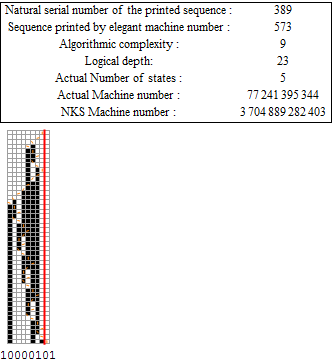 Natural serial number of the printed sequence : 389
Sequence printed by elegant machine number : 573
Algorithmic complexity : 9
Logical depth: 23
Actual Number of states : 5
Actual Machine number : 77 241 395 344
NKS Machine number : 3 704 889 282 403
10000101